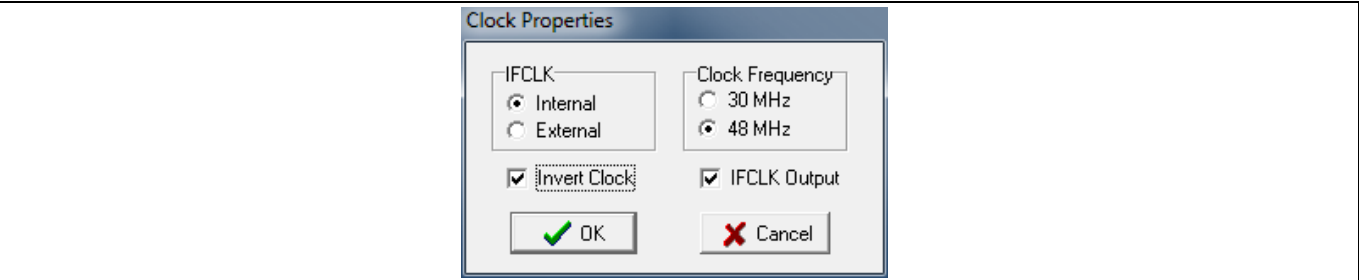 Clock Properties
IFCLK
Internal
External
Clock Frequency
30 MHz
48 MHz
Invert Clock
IFCLK Output
OK
Cancel